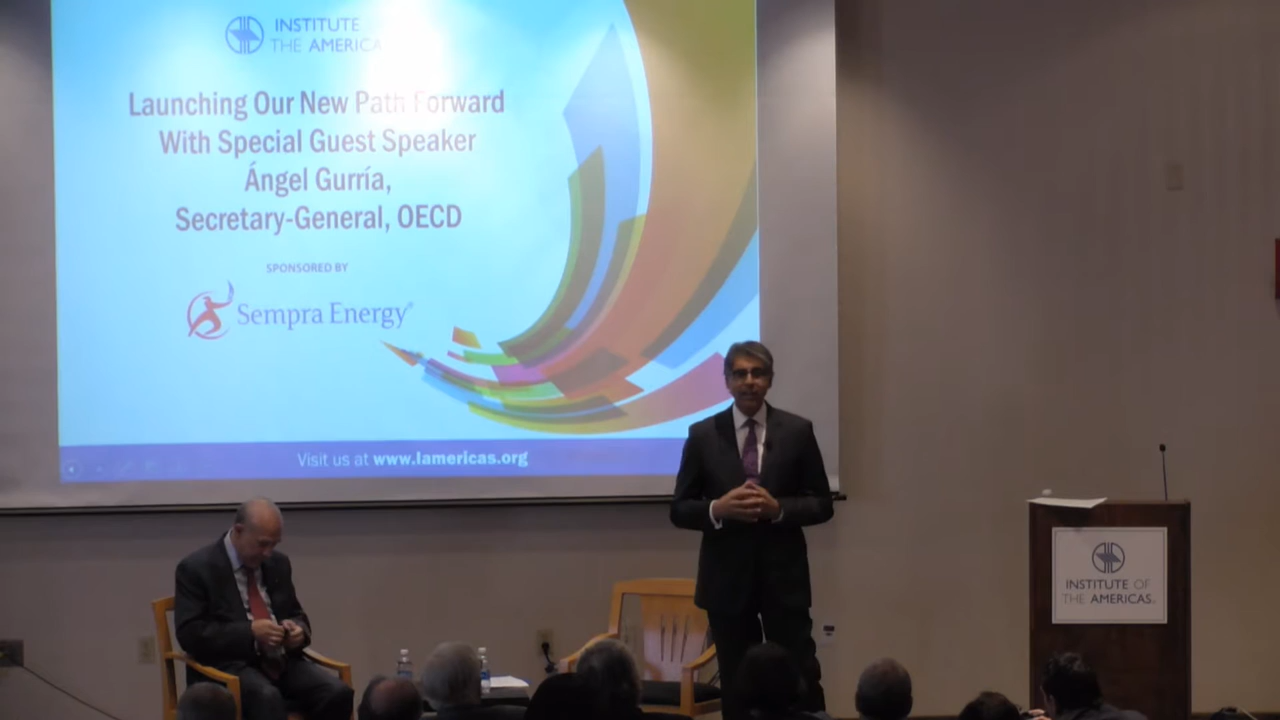 INSTITUTE
THE AMERICA
Launching Our New Path Forward
With Special Guest Speaker
Ángel Gurría,
Secretary-General, OECD
SPONSORED BY
Sempra Energy®
Visit us at www.Iamericas.org
INSTITUTE OF
THE AMERICAS